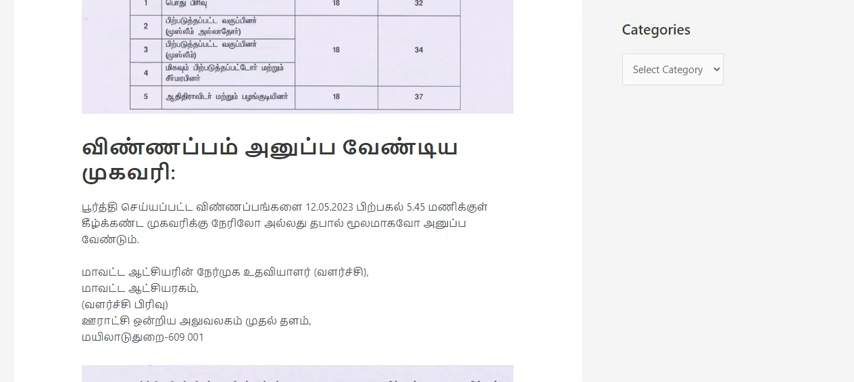 1 பொது பிரிவு 18 32
2 பிற்படுத்தப்பட்ட வகுப்பினர் (முஸ்லீம் அல்லாதோர்)
3 பிற்படுத்தப்பட்ட வகுப்பினர் (முஸ்லீம்) 18 34
4 மிகவும் பிற்படுத்தப்பட்டோர் மற்றும் சீர்மரபினர்
5 ஆதிதிராவிடர் மற்றும் பழங்குடியினர் 18 37
விண்ணப்பம் அனுப்ப வேண்டிய
முகவரி:
பூர்த்தி செய்யப்பட்ட விண்ணப்பங்களை 12.05.2023 பிற்பகல் 5.45 மணிக்குள்
கீழ்க்கண்ட முகவரிக்கு நேரிலோ அல்லது தபால் மூலமாகவோ அனுப்ப
வேண்டும்.
மாவட்ட ஆட்சியரின் நேர்முக உதவியாளர் (வளர்ச்சி),
மாவட்ட ஆட்சியரகம்,
(வளர்ச்சி பிரிவு)
ஊராட்சி ஒன்றிய அலுவலகம் முதல் தளம்,
மயிலாடுதுறை-609 001
Categories
Select Category